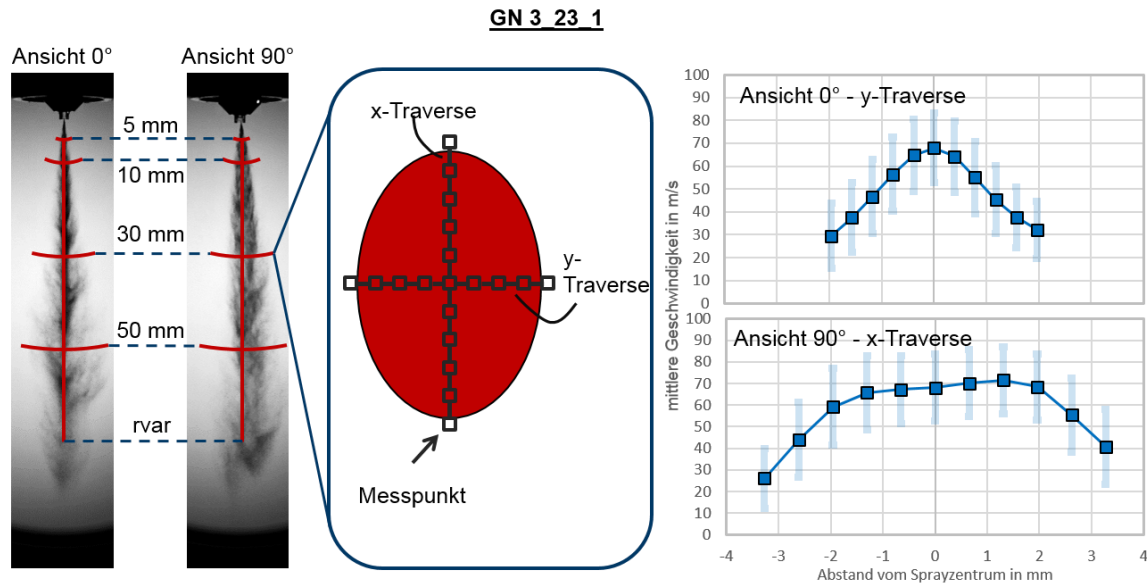 GN 3_23_1
Ansicht 0°
Ansicht 90°
5 mm
10 mm
30 mm
50 mm
rvar
x-Traverse
y-
Traverse
Messpunkt
mittlere Geschwindigkeit in m/s
Ansicht 0° - y-Traverse
100
90
80
70
60
50
40
30
20
10
0
Ansicht 90° - x-Traverse
100
90
80
70
60
50
40
30
20
10
0
-4 -3 -2 -1 0 1 2 3 4
Abstand vom Sprayzentrum in mm